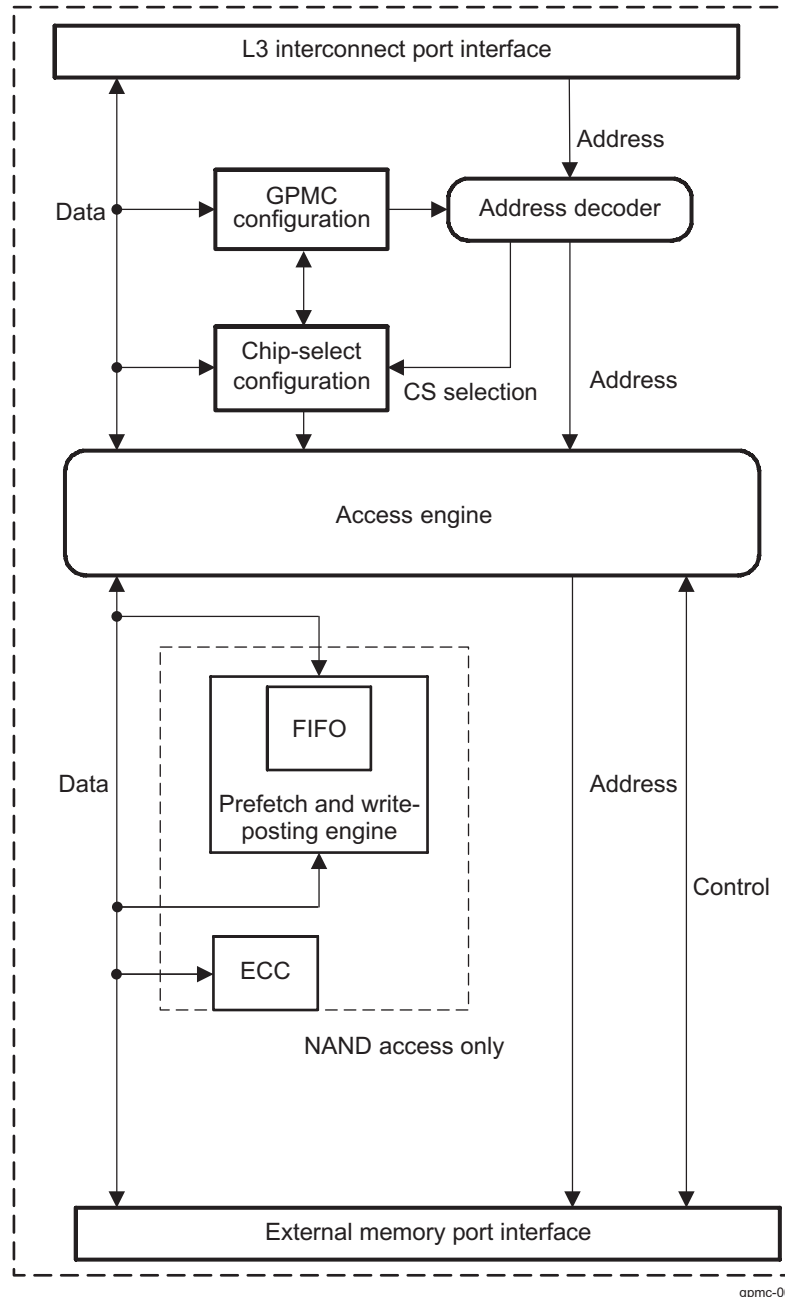 L3 interconnect port interface
Address
GPMC
configuration
Address decoder
Data
Chip-select
configuration
CS selection
Address
Access engine
FIFO
Data
Prefetch and write-
posting engine
Address
Control
ECC
NAND access only
External memory port interface